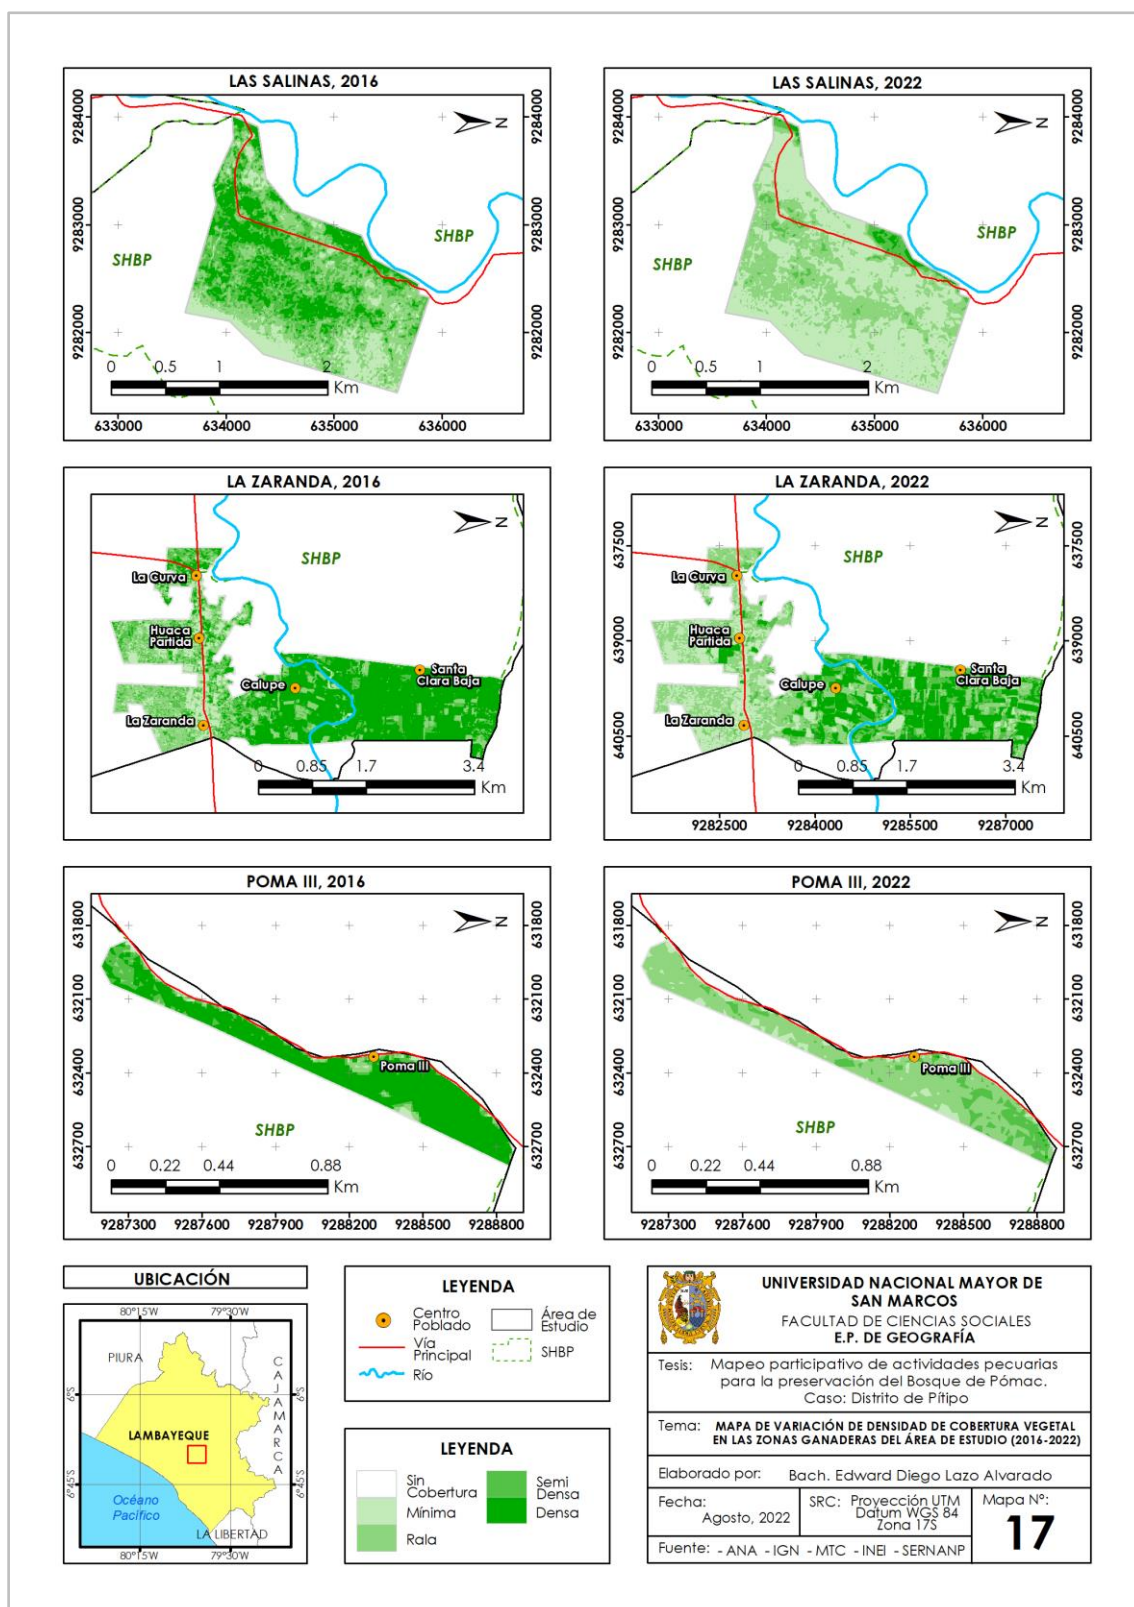 LAS SALINAS, 2016
9284000
9283000
9282000
N
SHBP
SHBP
0 0.5 1 2
Km
633000 634000 635000 636000
LAS SALINAS, 2022
9284000
9283000
9282000
N
SHBP
SHBP
0 0.5 1 2
Km
633000 634000 635000 636000
LA ZARANDA, 2016
N
SHBP
La Curva
Huaca
Partida
Santa
Clara Baja
Calupe
La Zaranda
0 0.85 1.7 3.4
Km
LA ZARANDA, 2022
637500
639000
640500
N
SHBP
La Curva
Huaca
Partida
Santa
Clara Baja
Calupe
La Zaranda
0 0.85 1.7 3.4
Km
9282500 9284000 9285500 9287000
POMA III, 2016
631800
632100
632400
632700
N
Poma III
SHBP
0 0.22 0.44 0.88
Km
9287300 9287600 9287900 9288200 9288500 9288800
POMA III, 2022
631800
632100
632400
632700
N
Poma III
SHBP
0 0.22 0.44 0.88
Km
9287300 9287600 9287900 9288200 9288500 9288800
UBICACIÓN
80°15'W 79°30'W
PIURA
CAJAMARCA
6°S
6°S
LAMBAYEQUE
6°45'S
6°45'S
Océano
Pacífico
LA LIBERTAD
80°15'W 79°30'W
LEYENDA
Centro
Poblado
Área de
Estudio
Vía
Principal
SHBP
Río
LEYENDA
Sin
Cobertura
Semi
Densa
Mínima
Densa
Rala
UNIVERSIDAD NACIONAL MAYOR DE
SAN MARCOS
FACULTAD DE CIENCIAS SOCIALES
E.P. DE GEOGRAFÍA
Tesis: Mapeo participativo de actividades pecuarias
para la preservación del Bosque de Pómac.
Caso: Distrito de Pítipo
Tema: MAPA DE VARIACIÓN DE DENSIDAD DE COBERTURA VEGETAL
EN LAS ZONAS GANADERAS DEL ÁREA DE ESTUDIO (2016-2022)
Elaborado por: Bach. Edward Diego Lazo Alvarado
Fecha:
Agosto, 2022
SRC: Proyección UTM
Datum WGS 84
Zona 17S
Mapa Nº:
17
Fuente: - ANA - IGN - MTC - INEI - SERNANP